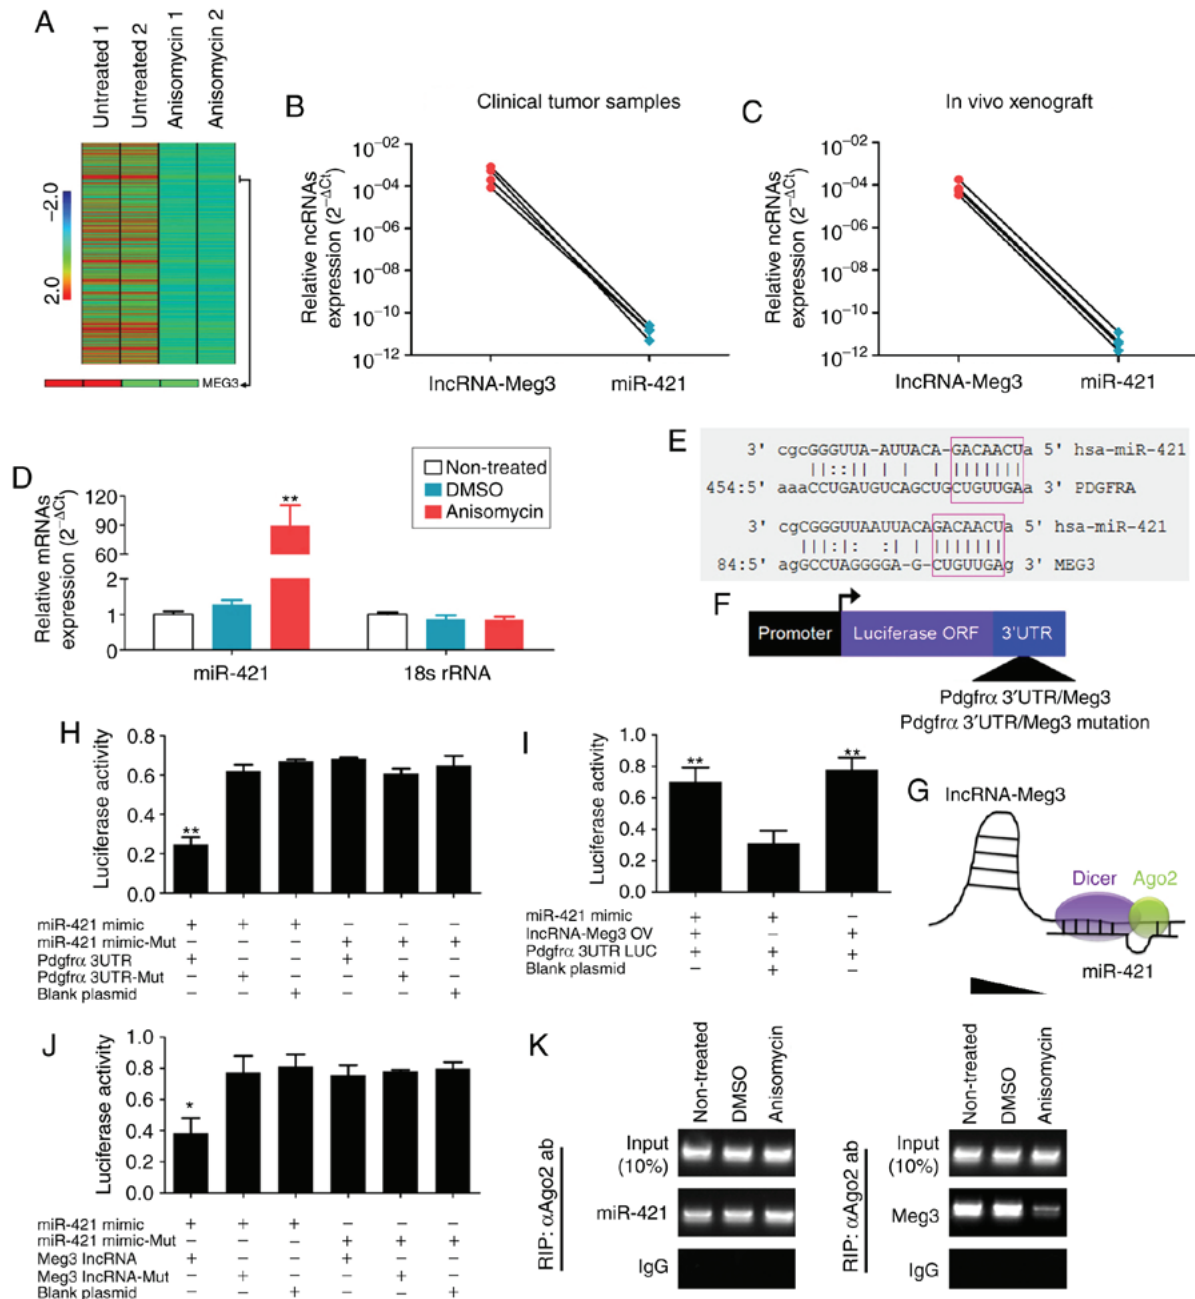 A
Untreated 1
Untreated 2
Anisomycin 1
Anisomycin 2
−2.0
2.0
MEG3
B
Clinical tumor samples
Relative ncRNAs
expression (2−ΔCt)
10−02
10−04
10−06
10−08
10−10
10−12
lncRNA-Meg3
miR-421
C
In vivo xenograft
Relative ncRNAs
expression (2−ΔCt)
10−02
10−04
10−06
10−08
10−10
10−12
lncRNA-Meg3
miR-421
D
Relative mRNAs
expression (2−ΔCt)
120
90
60
2
1
0
**
Non-treated
DMSO
Anisomycin
miR-421
18s rRNA
E
3' cgcGGGUUA-AUUACA-GACAACUa 5' hsa-miR-421
454:5' aaaCCUGAUGUCAGCUGCUGUUGAa 3' PDGFRA
3' cgCGGGUUAAUUACAGACAACUa 5' hsa-miR-421
84:5' agGCCUAGGGGA-G-CUGUUGAg 3' MEG3
F
Promoter
Luciferase ORF
3'UTR
Pdgfrα 3'UTR/Meg3
Pdgfrα 3'UTR/Meg3 mutation
G
lncRNA-Meg3
Dicer
Ago2
miR-421
H
Luciferase activity
0.8
0.6
0.4
0.2
0.0
**
miR-421 mimic + + + − − −
miR-421 mimic-Mut − − − + + +
Pdgfrα 3UTR + − − + − −
Pdgfrα 3UTR-Mut − + − − + −
Blank plasmid − − + − − +
I
Luciferase activity
1.0
0.8
0.6
0.4
0.2
0.0
**
**
miR-421 mimic + + −
lncRNA-Meg3 OV + − +
Pdgfrα 3UTR LUC + + +
Blank plasmid − + −
J
Luciferase activity
1.0
0.8
0.6
0.4
0.2
0.0
*
miR-421 mimic + + + − − −
miR-421 mimic-Mut − − − + + +
Meg3 lncRNA + − − + − −
Meg3 lncRNA-Mut − + − − + −
Blank plasmid − − + − − +
K
RIP: αAgo2 ab
Non-treated
DMSO
Anisomycin
Input
(10%)
miR-421
IgG
RIP: αAgo2 ab
Non-treated
DMSO
Anisomycin
Input
(10%)
Meg3
IgG